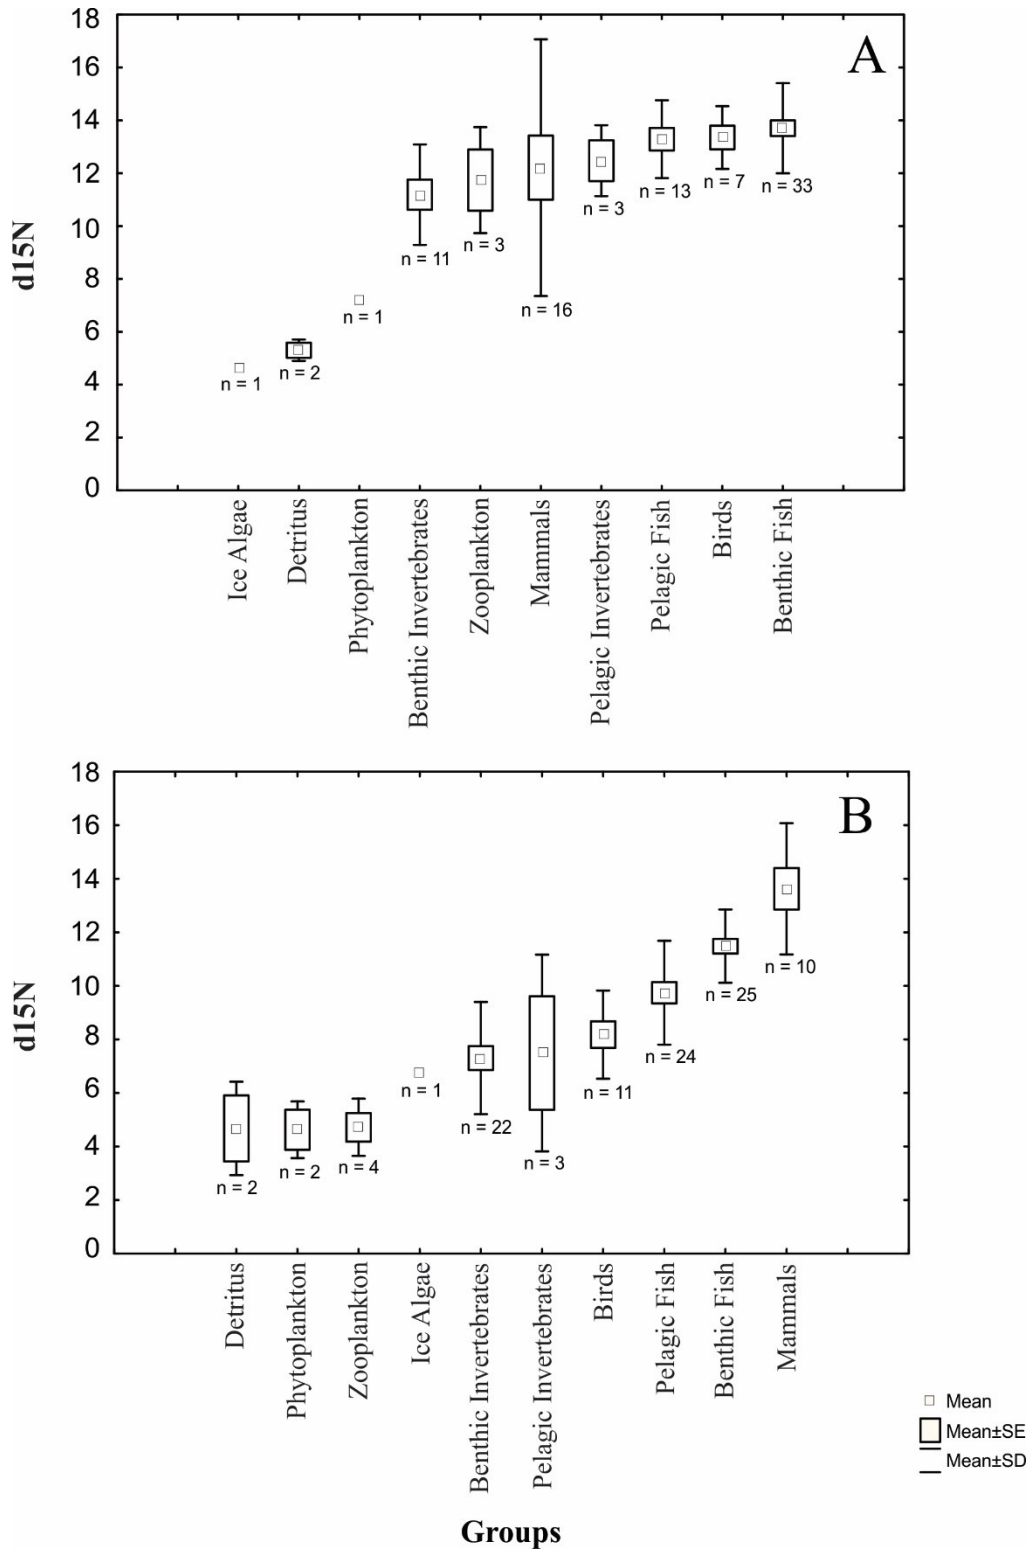 A
d15N
18
16
14
12
10
8
6
4
2
0
n = 1
n = 2
n = 1
n = 11
n = 3
n = 16
n = 3
n = 13
n = 7
n = 33
Ice Algae
Detritus
Phytoplankton
Benthic Invertebrates
Zooplankton
Mammals
Pelagic Invertebrates
Pelagic Fish
Birds
Benthic Fish
B
d15N
18
16
14
12
10
8
6
4
2
0
n = 2
n = 2
n = 4
n = 1
n = 22
n = 3
n = 11
n = 24
n = 25
n = 10
Detritus
Phytoplankton
Zooplankton
Ice Algae
Benthic Invertebrates
Pelagic Invertebrates
Birds
Pelagic Fish
Benthic Fish
Mammals
Mean
Mean±SE
Mean±SD
Groups